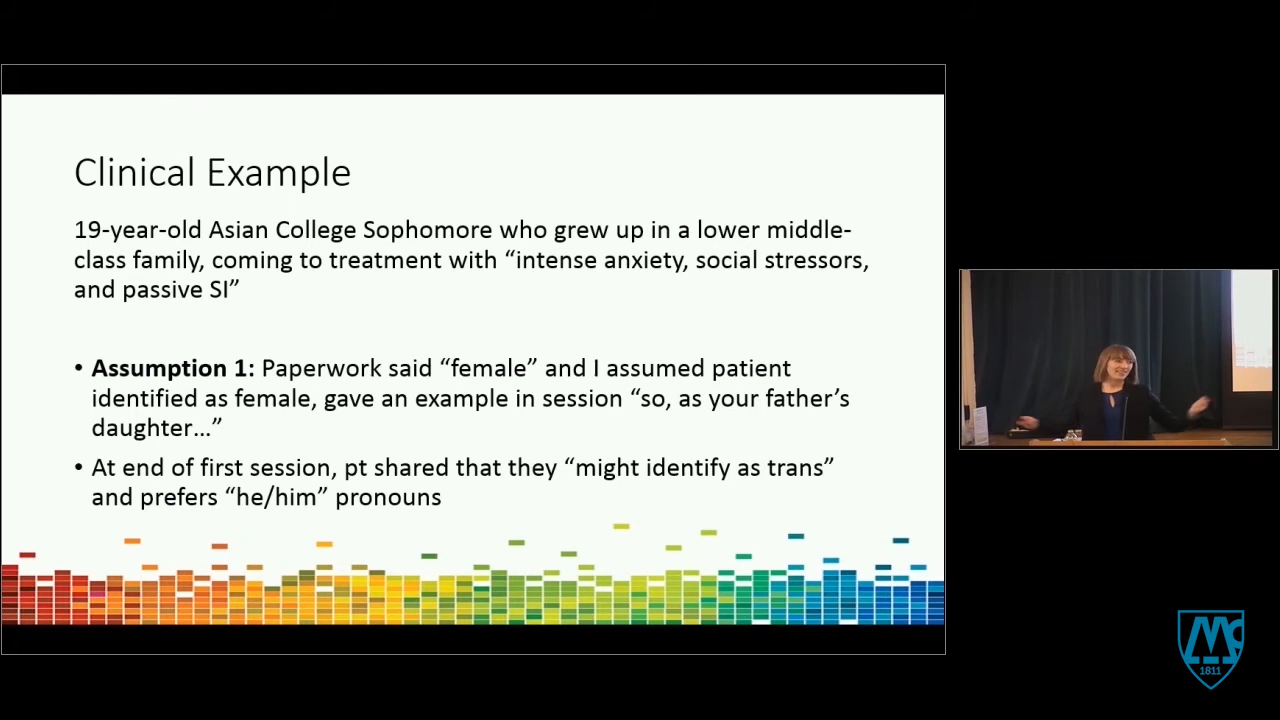 Clinical Example
19-year-old Asian College Sophomore who grew up in a lower middle-
class family, coming to treatment with “intense anxiety, social stressors,
and passive SI”
• Assumption 1: Paperwork said “female” and I assumed patient
identified as female, gave an example in session “so, as your father’s
daughter…”
• At end of first session, pt shared that they “might identify as trans”
and prefers “he/him” pronouns
Mc
1811